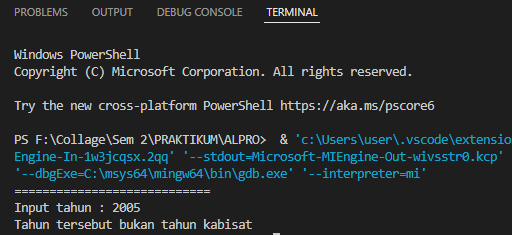 PROBLEMS OUTPUT DEBUG CONSOLE TERMINAL
Windows PowerShell
Copyright (C) Microsoft Corporation. All rights reserved.
Try the new cross-platform PowerShell https://aka.ms/pscore6
PS F:\Collage\Sem 2\PRAKTIKUM\ALPRO> & 'c:\Users\user\.vscode\extensio
Engine-In-1w3jcqsx.2qq' '--stdout=Microsoft-MIEngine-Out-wivsstr0.kcp'
'--dbgExe=C:\msys64\mingw64\bin\gdb.exe' '--interpreter=mi'
============================
Input tahun : 2005
Tahun tersebut bukan tahun kabisat